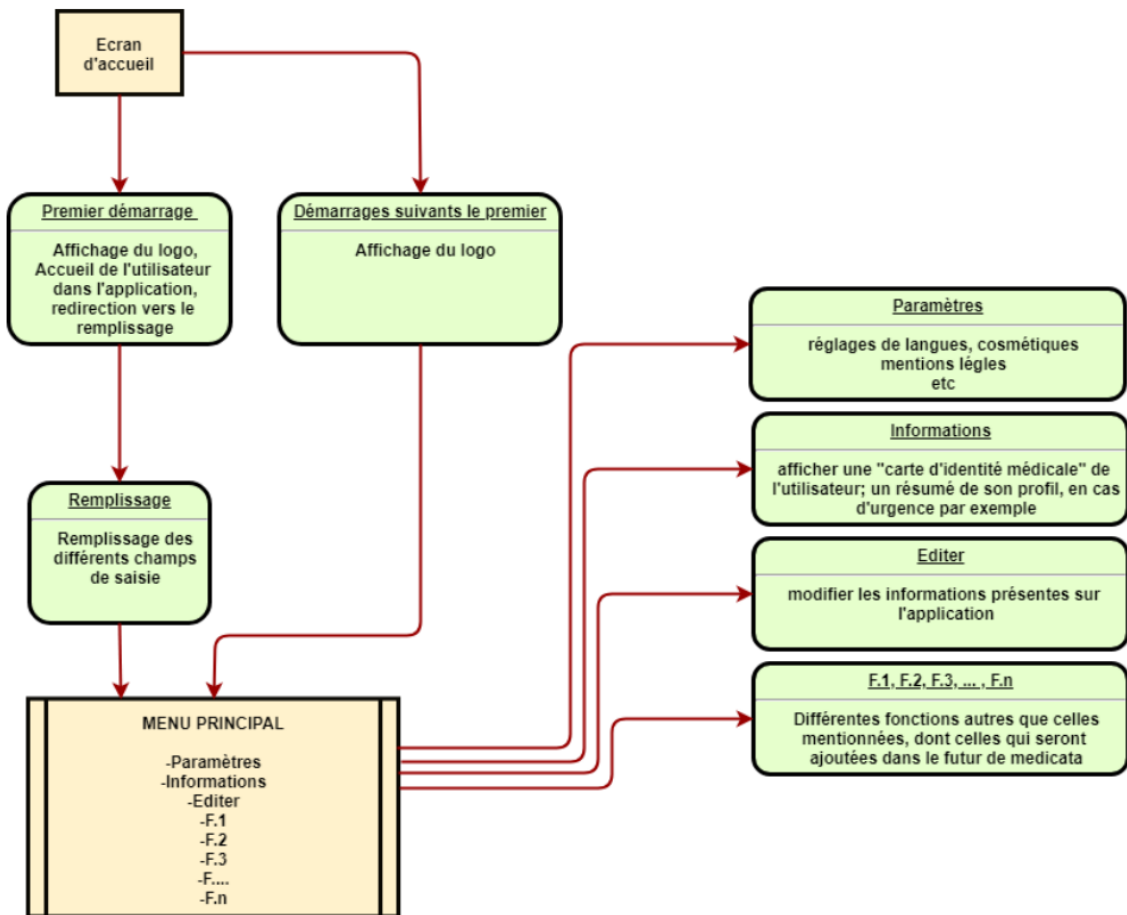 Ecran
d'accueil
Premier démarrage
Affichage du logo,
Accueil de l'utilisateur
dans l'application,
redirection vers le
remplissage
Démarrages suivants le premier
Affichage du logo
Remplissage
Remplissage des
différents champs
de saisie
MENU PRINCIPAL
-Paramètres
-Informations
-Editer
-F.1
-F.2
-F.3
-F....
-F.n
Paramètres
réglages de langues, cosmétiques
mentions légles
etc
Informations
afficher une "carte d'identité médicale" de
l'utilisateur; un résumé de son profil, en cas
d'urgence par exemple
Editer
modifier les informations présentes sur
l'application
F.1, F.2, F.3, ... , F.n
Différentes fonctions autres que celles
mentionnées, dont celles qui seront
ajoutées dans le futur de medicata